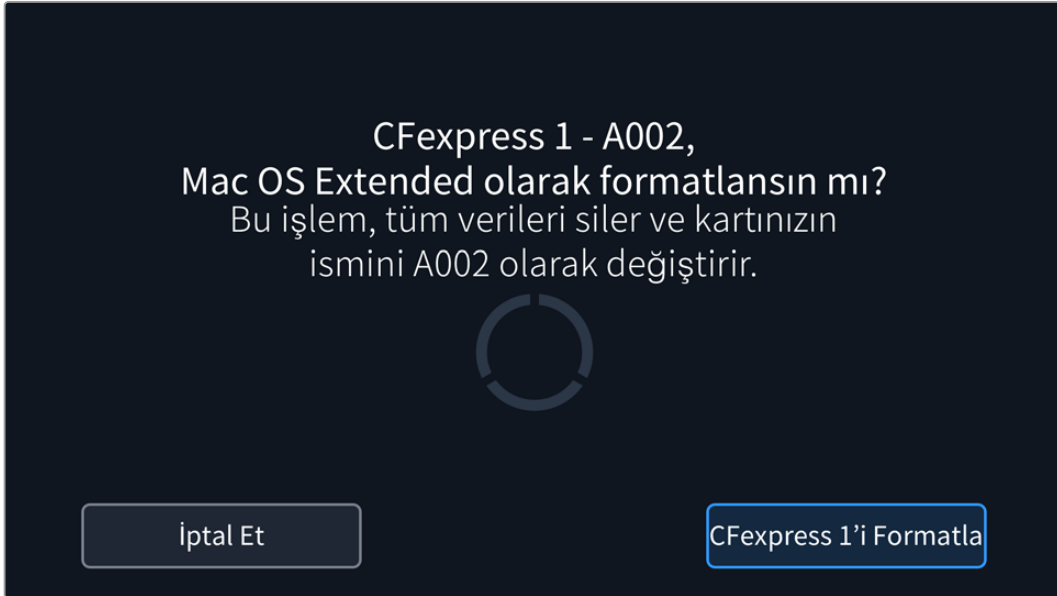 CFexpress 1 - A002,
Mac OS Extended olarak formatlansın mı?
Bu işlem, tüm verileri siler ve kartınızın
ismini A002 olarak değiştirir.
İptal Et
CFexpress 1’i Formatla